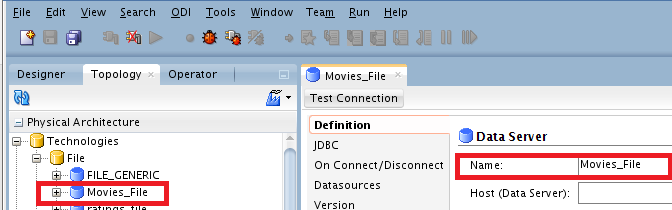 File Edit View Search ODI Tools Window Team Run Help
Designer Topology Operator
Movies_File
Test Connection
Physical Architecture
Technologies
File
FILE_GENERIC
Movies_File
ratings_file
Definition
JDBC
On Connect/Disconnect
Datasources
Version
Data Server
Name: Movies_File
Host (Data Server):